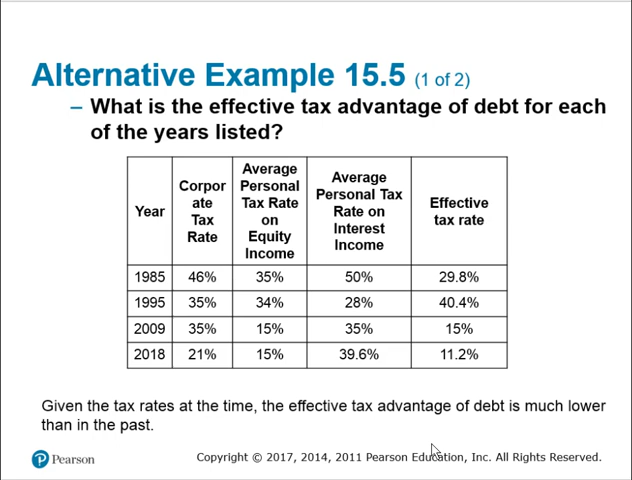 Alternative Example 15.5 (1 of 2)
– What is the effective tax advantage of debt for each
of the years listed?
Year
Corpor
ate
Tax
Rate
Average
Personal
Tax Rate
on
Equity
Income
Average
Personal Tax
Rate on
Interest
Income
Effective
tax rate
1985 46% 35% 50% 29.8%
1995 35% 34% 28% 40.4%
2009 35% 15% 35% 15%
2018 21% 15% 39.6% 11.2%
Given the tax rates at the time, the effective tax advantage of debt is much lower
than in the past.
P Pearson
Copyright © 2017, 2014, 2011 Pearson Education, Inc. All Rights Reserved.